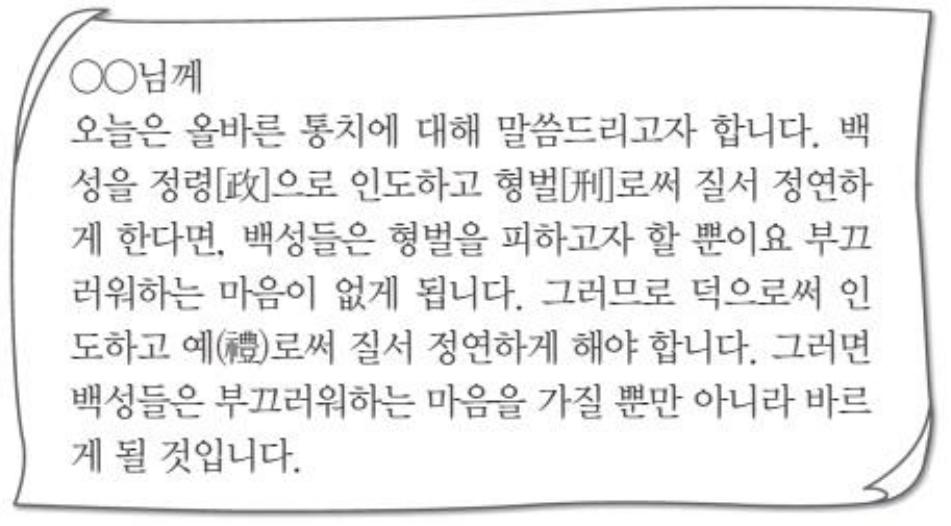 ○○님께
오늘은 올바른 통치에 대해 말씀드리고자 합니다. 백
성을 정령[政]으로 인도하고 형벌[刑]로써 질서 정연하
게 한다면, 백성들은 형벌을 피하고자 할 뿐이요 부끄
러워하는 마음이 없게 됩니다. 그러므로 덕으로써 인
도하고 예(禮)로써 질서 정연하게 해야 합니다. 그러면
백성들은 부끄러워하는 마음을 가질 뿐만 아니라 바르
게 될 것입니다.